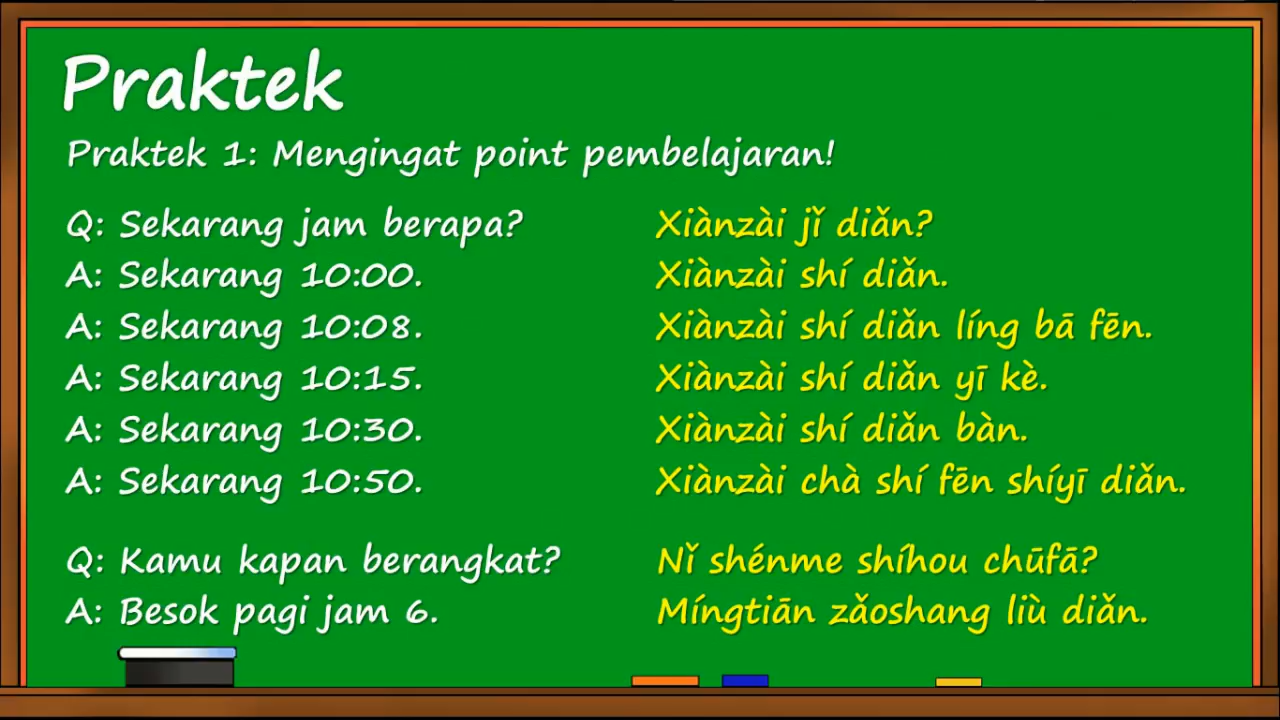 Praktek
Praktek 1: Mengingat point pembelajaran!
Q: Sekarang jam berapa? Xiànzài jǐ diǎn?
A: Sekarang 10:00. Xiànzài shí diǎn.
A: Sekarang 10:08. Xiànzài shí diǎn líng bā fēn.
A: Sekarang 10:15. Xiànzài shí diǎn yī kè.
A: Sekarang 10:30. Xiànzài shí diǎn bàn.
A: Sekarang 10:50. Xiànzài chà shí fēn shíyī diǎn.
Q: Kamu kapan berangkat? Nǐ shénme shíhou chūfā?
A: Besok pagi jam 6. Míngtiān zǎoshang liù diǎn.